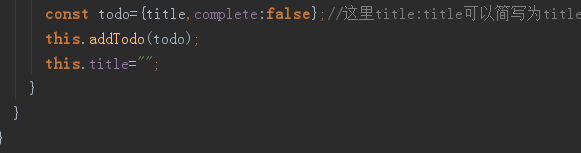 const todo={title,complete:false};//这里title:title可以简写为title
this.addTodo(todo);
this.title="";
}
}
}